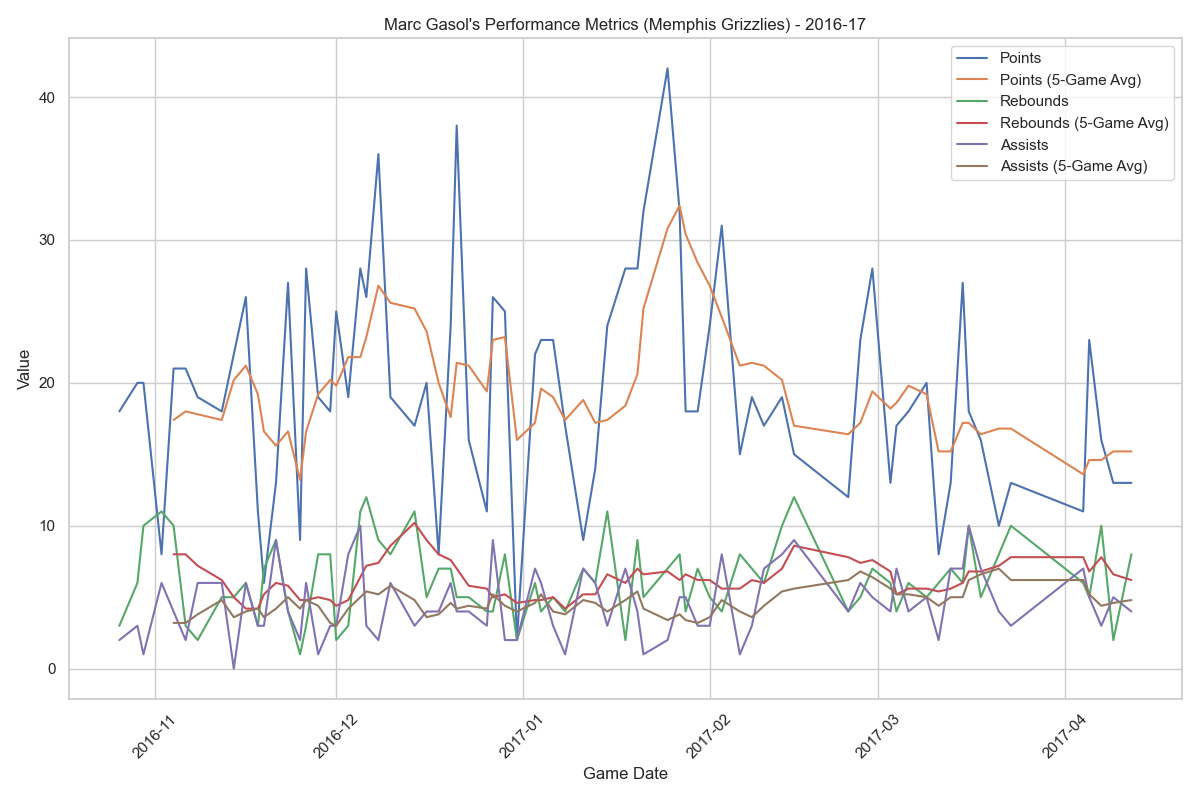 Marc Gasol's Performance Metrics (Memphis Grizzlies) - 2016-17
Points
Points (5-Game Avg)
Rebounds
Rebounds (5-Game Avg)
Assists
Assists (5-Game Avg)
Value
40
30
20
10
0
2016-11
2016-12
2017-01
2017-02
2017-03
2017-04
Game Date